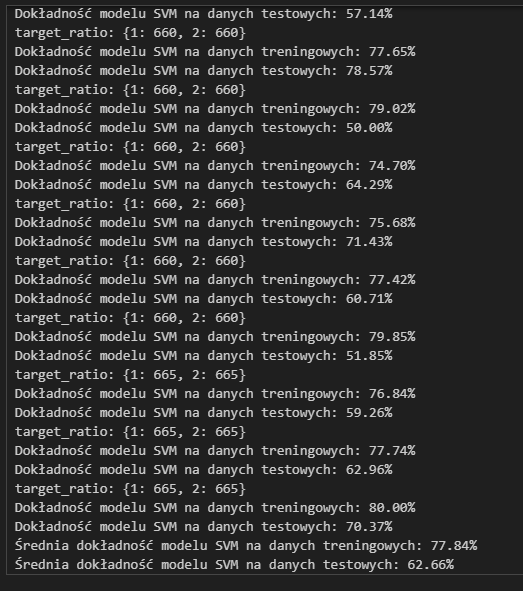 Dokładność modelu SVM na danych testowych: 57.14%
target_ratio: {1: 660, 2: 660}
Dokładność modelu SVM na danych treningowych: 77.65%
Dokładność modelu SVM na danych testowych: 78.57%
target_ratio: {1: 660, 2: 660}
Dokładność modelu SVM na danych treningowych: 79.02%
Dokładność modelu SVM na danych testowych: 50.00%
target_ratio: {1: 660, 2: 660}
Dokładność modelu SVM na danych treningowych: 74.70%
Dokładność modelu SVM na danych testowych: 64.29%
target_ratio: {1: 660, 2: 660}
Dokładność modelu SVM na danych treningowych: 75.68%
Dokładność modelu SVM na danych testowych: 71.43%
target_ratio: {1: 660, 2: 660}
Dokładność modelu SVM na danych treningowych: 77.42%
Dokładność modelu SVM na danych testowych: 60.71%
target_ratio: {1: 660, 2: 660}
Dokładność modelu SVM na danych treningowych: 79.85%
Dokładność modelu SVM na danych testowych: 51.85%
target_ratio: {1: 665, 2: 665}
Dokładność modelu SVM na danych treningowych: 76.84%
Dokładność modelu SVM na danych testowych: 59.26%
target_ratio: {1: 665, 2: 665}
Dokładność modelu SVM na danych treningowych: 77.74%
Dokładność modelu SVM na danych testowych: 62.96%
target_ratio: {1: 665, 2: 665}
Dokładność modelu SVM na danych treningowych: 80.00%
Dokładność modelu SVM na danych testowych: 70.37%
Średnia dokładność modelu SVM na danych treningowych: 77.84%
Średnia dokładność modelu SVM na danych testowych: 62.66%